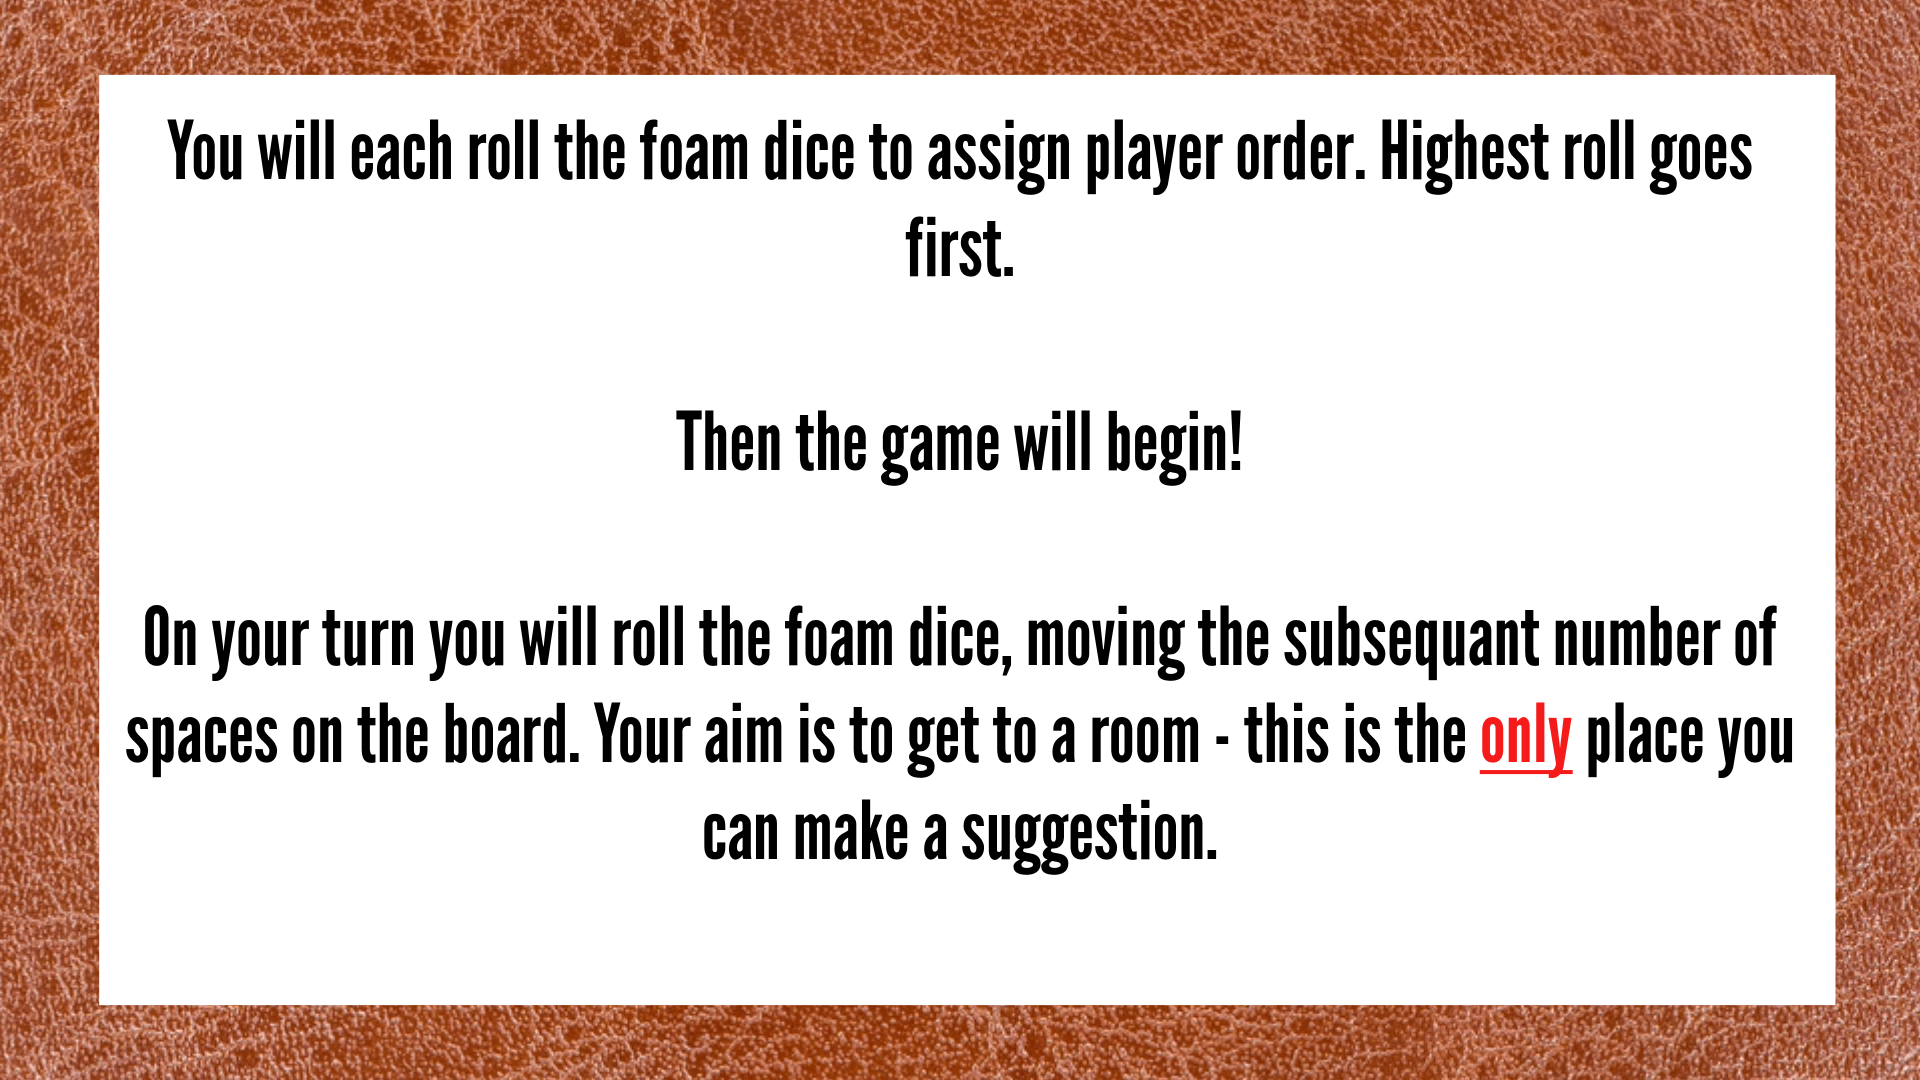 You will each roll the foam dice to assign player order. Highest roll goes
first.
Then the game will begin!
On your turn you will roll the foam dice, moving the subsequant number of
spaces on the board. Your aim is to get to a room - this is the only place you
can make a suggestion.